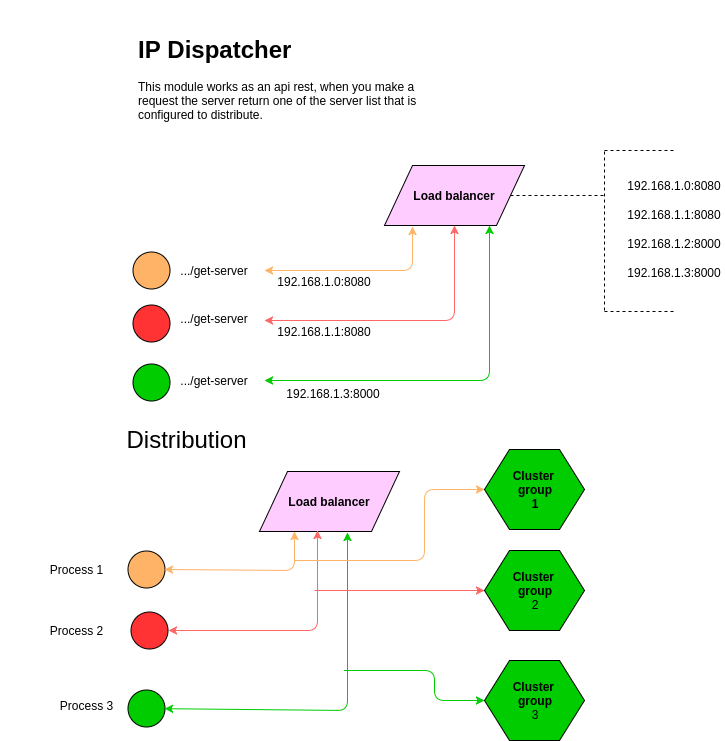 IP Dispatcher
This module works as an api rest, when you make a
request the server return one of the server list that is
configured to distribute.
Load balancer
192.168.1.0:8080
192.168.1.1:8080
192.168.1.2:8000
192.168.1.3:8000
.../get-server
192.168.1.0:8080
.../get-server
192.168.1.1:8080
.../get-server
192.168.1.3:8000
Distribution
Load balancer
Cluster
group
1
Process 1
Cluster
group
2
Process 2
Cluster
group
3
Process 3